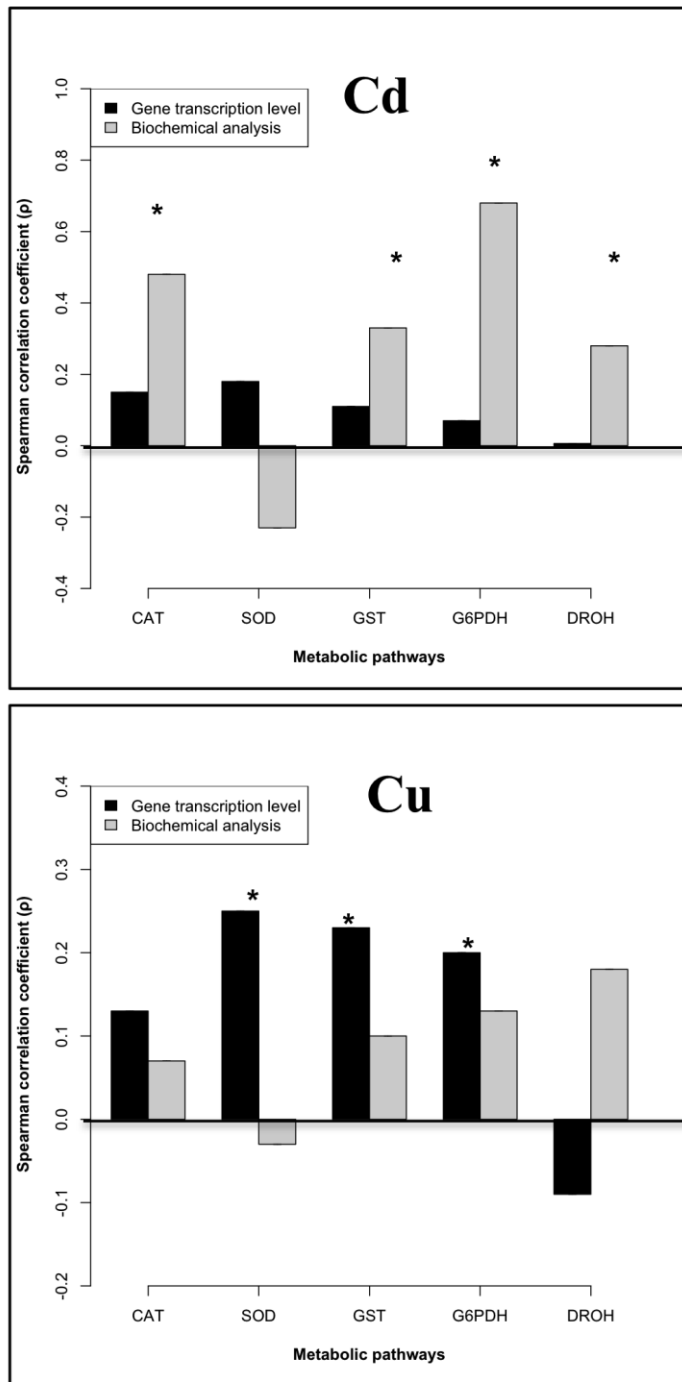 Cd
Gene transcription level
Biochemical analysis
Spearman correlation coefficient (ρ)
1.0
0.8
0.6
0.4
0.2
0.0
-0.2
-0.4
*
*
*
*
CAT SOD GST G6PDH DROH
Metabolic pathways
Cu
Gene transcription level
Biochemical analysis
Spearman correlation coefficient (ρ)
0.4
0.3
0.2
0.1
0.0
-0.1
-0.2
*
*
*
CAT SOD GST G6PDH DROH
Metabolic pathways